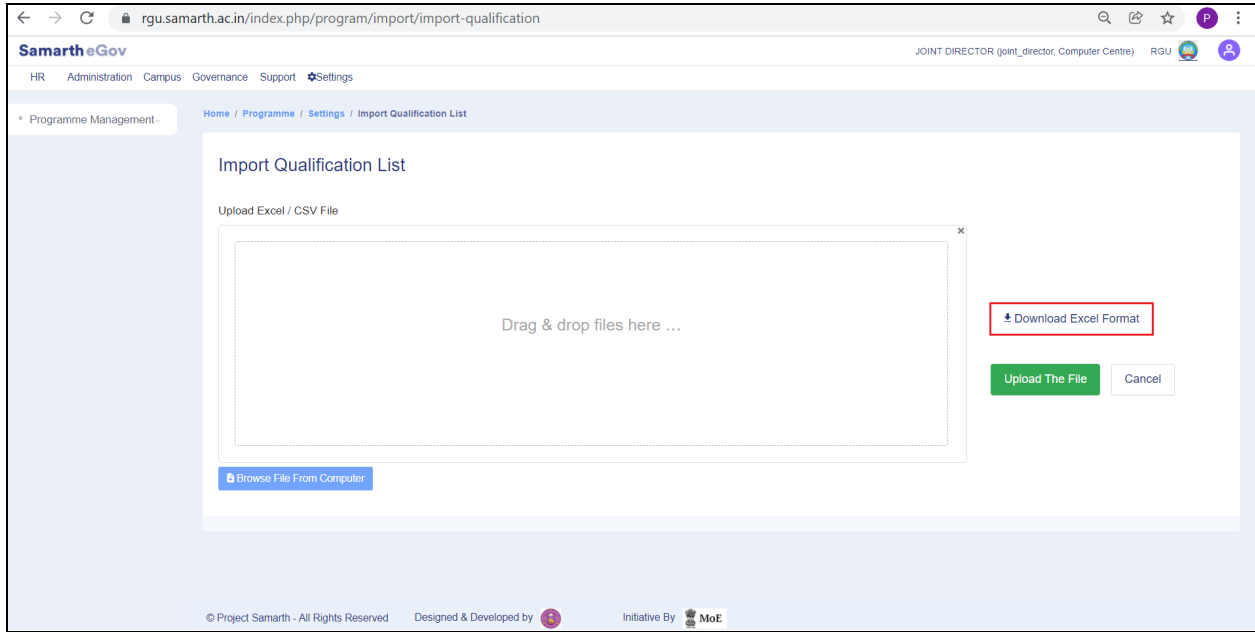 rgu.samarth.ac.in/index.php/program/import/import-qualification
P
Samarth eGov
JOINT DIRECTOR (joint_director, Computer Centre) RGU
HR Administration Campus Governance Support Settings
Programme Management
Home / Programme / Settings / Import Qualification List
Import Qualification List
Upload Excel / CSV File
Drag & drop files here …
Download Excel Format
Upload The File Cancel
Browse File From Computer
© Project Samarth - All Rights Reserved Designed & Developed by Initiative By MoE